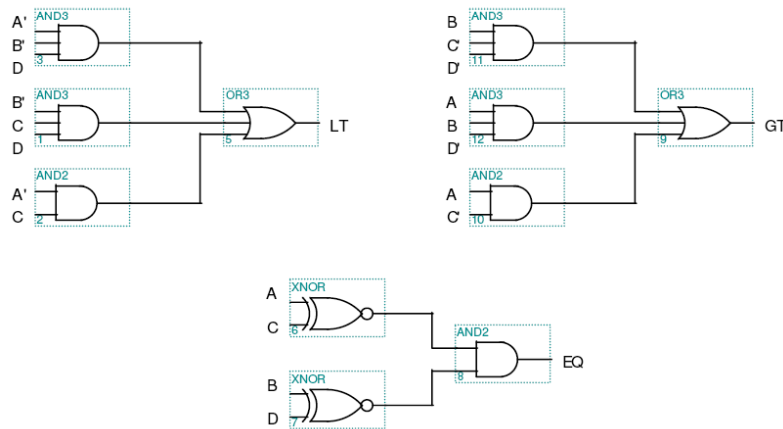 A'
AND3
B'
D
3
B'
AND3
C
D
1
A'
AND2
C
2
OR3
5
LT
B
AND3
C'
D'
11
A
AND3
B
D'
12
A
AND2
C'
10
OR3
9
GT
A
XNOR
C
6
B
XNOR
D
7
AND2
8
EQ